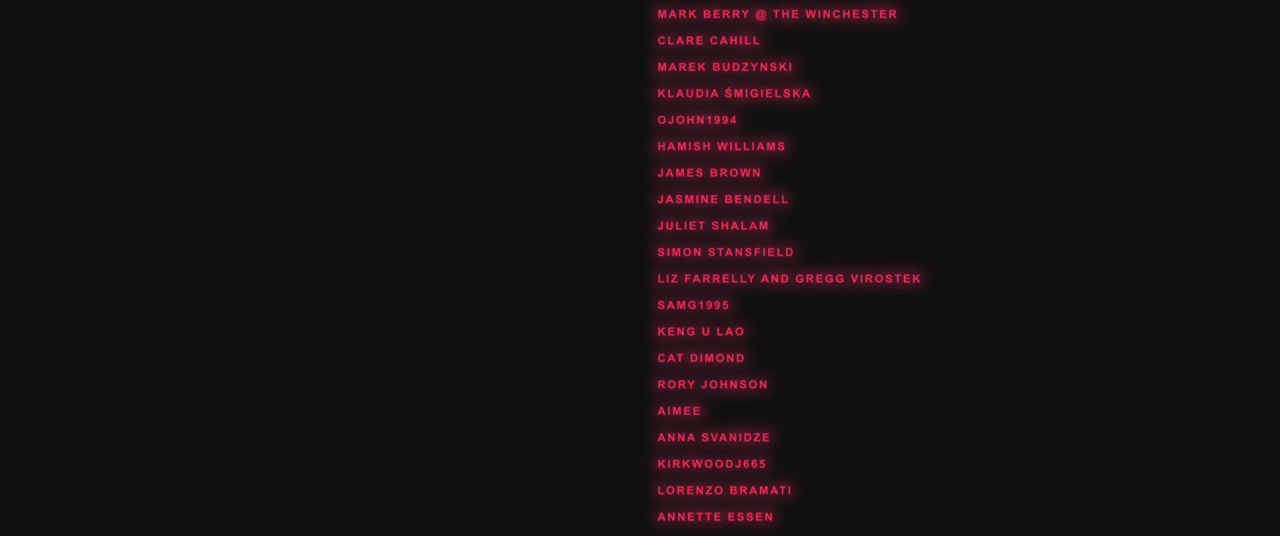 MARK BERRY @ THE WINCHESTER
CLARE CAHILL
MAREK BUDZYNSKI
KLAUDIA ŚMIGIELSKA
OJOHN1994
HAMISH WILLIAMS
JAMES BROWN
JASMINE BENDELL
JULIET SHALAM
SIMON STANSFIELD
LIZ FARRELLY AND GREGG VIROSTEK
SAMG1995
KENG U LAO
CAT DIMOND
RORY JOHNSON
AIMEE
ANNA SVANIDZE
KIRKWOODJ665
LORENZO BRAMATI
ANNETTE ESSEN